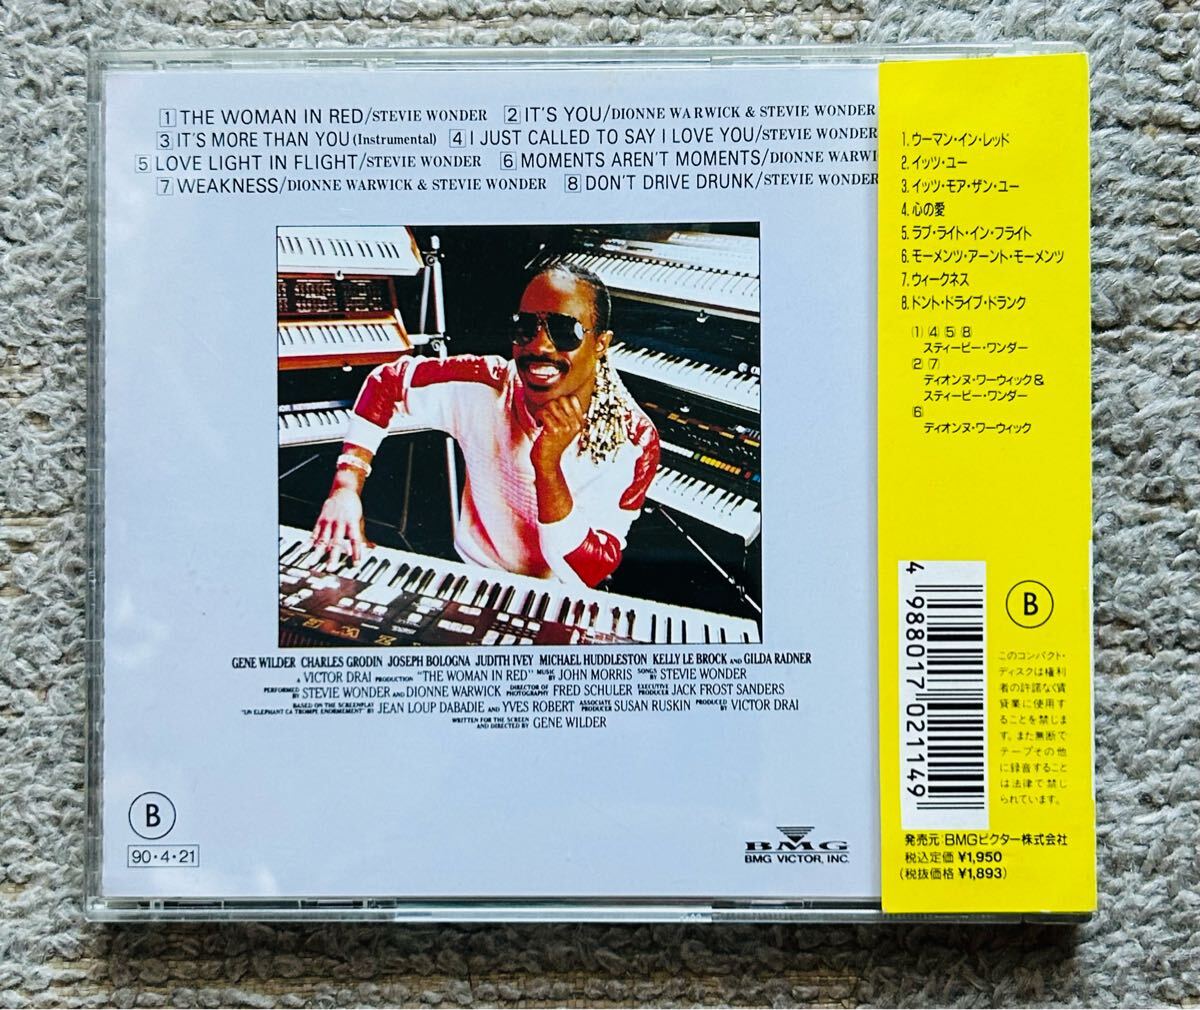 1 THE WOMAN IN RED/STEVIE WONDER 2 IT'S YOU/DIONNE WARWICK & STEVIE WONDER
3 IT'S MORE THAN YOU(Instrumental) 4 I JUST CALLED TO SAY I LOVE YOU/STEVIE WONDER
5 LOVE LIGHT IN FLIGHT/STEVIE WONDER 6 MOMENTS AREN'T MOMENTS/DIONNE WARWI
7 WEAKNESS/DIONNE WARWICK & STEVIE WONDER 8 DON'T DRIVE DRUNK/STEVIE WONDER
GENE WILDER CHARLES GRODIN JOSEPH BOLOGNA JUDITH IVEY MICHAEL HUDDLESTON KELLY LE BROCK AND GILDA RADNER
A VICTOR DRAI PRODUCTION "THE WOMAN IN RED" MUSIC BY JOHN MORRIS SONGS COMPOSED BY STEVIE WONDER
PERFORMED BY STEVIE WONDER AND DIONNE WARWICK DIRECTOR OF PHOTOGRAPHY FRED SCHULER EXECUTIVE PRODUCER JACK FROST SANDERS
BASED ON THE SCREENPLAY "UN ELEPHANT CA TROMPE ENORMEMENT" BY JEAN LOUP DABADIE AND YVES ROBERT ASSOCIATE PRODUCER SUSAN RUSKIN PRODUCED BY VICTOR DRAI
WRITTEN FOR THE SCREEN AND DIRECTED BY GENE WILDER
B
90・4・21
BMG
BMG VICTOR, INC.
1.ウーマン・イン・レッド
2.イッツ・ユー
3.イッツ・モア・ザン・ユー
4.心の愛
5.ラブ・ライト・イン・フライト
6.モーメンツ・アーント・モーメンツ
7.ウィークネス
8.ドント・ドライブ・ドランク
(1)(4)(5)(8)
スティービー・ワンダー
(2)(7)
ディオンヌ・ワーウィック&
スティービー・ワンダー
(6)
ディオンヌ・ワーウィック
4 988017 021149
B
このコンパクト・
ディスクは権利
者の許諾なく賃
貸業に使用す
ることを禁じま
す。また無断で
テープその他
に録音すること
は法律で禁じ
られています。
発売元:BMGビクター株式会社
税込定価 ¥1,950
(税抜価格 ¥1,893)